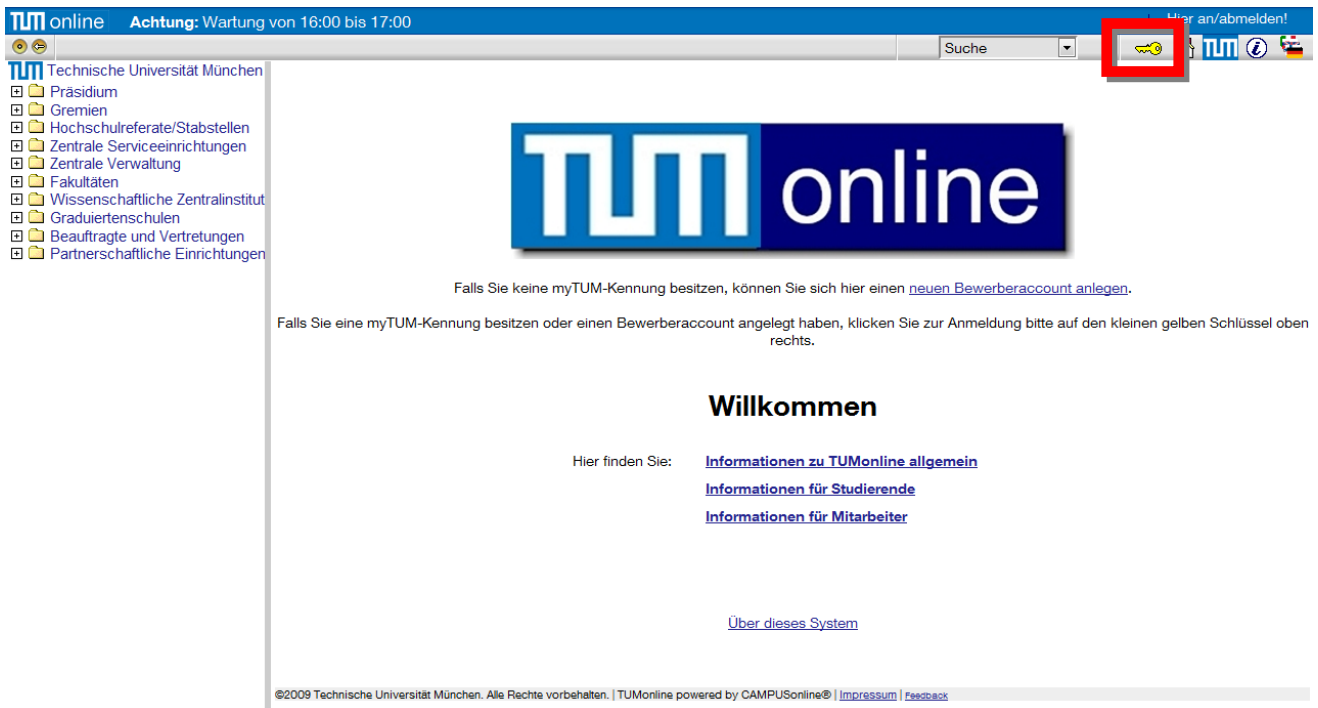 TUM online Achtung: Wartung von 16:00 bis 17:00 Hier an/abmelden!
Suche TUM
TUM Technische Universität München
Präsidium
Gremien
Hochschulreferate/Stabstellen
Zentrale Serviceeinrichtungen
Zentrale Verwaltung
Fakultäten
Wissenschaftliche Zentralinstitut
Graduiertenschulen
Beauftragte und Vertretungen
Partnerschaftliche Einrichtungen
TUM online
Falls Sie keine myTUM-Kennung besitzen, können Sie sich hier einen neuen Bewerberaccount anlegen.
Falls Sie eine myTUM-Kennung besitzen oder einen Bewerberaccount angelegt haben, klicken Sie zur Anmeldung bitte auf den kleinen gelben Schlüssel oben
rechts.
Willkommen
Hier finden Sie: Informationen zu TUMonline allgemein
Informationen für Studierende
Informationen für Mitarbeiter
Über dieses System
©2009 Technische Universität München. Alle Rechte vorbehalten. | TUMonline powered by CAMPUSonline® | Impressum | Feedback